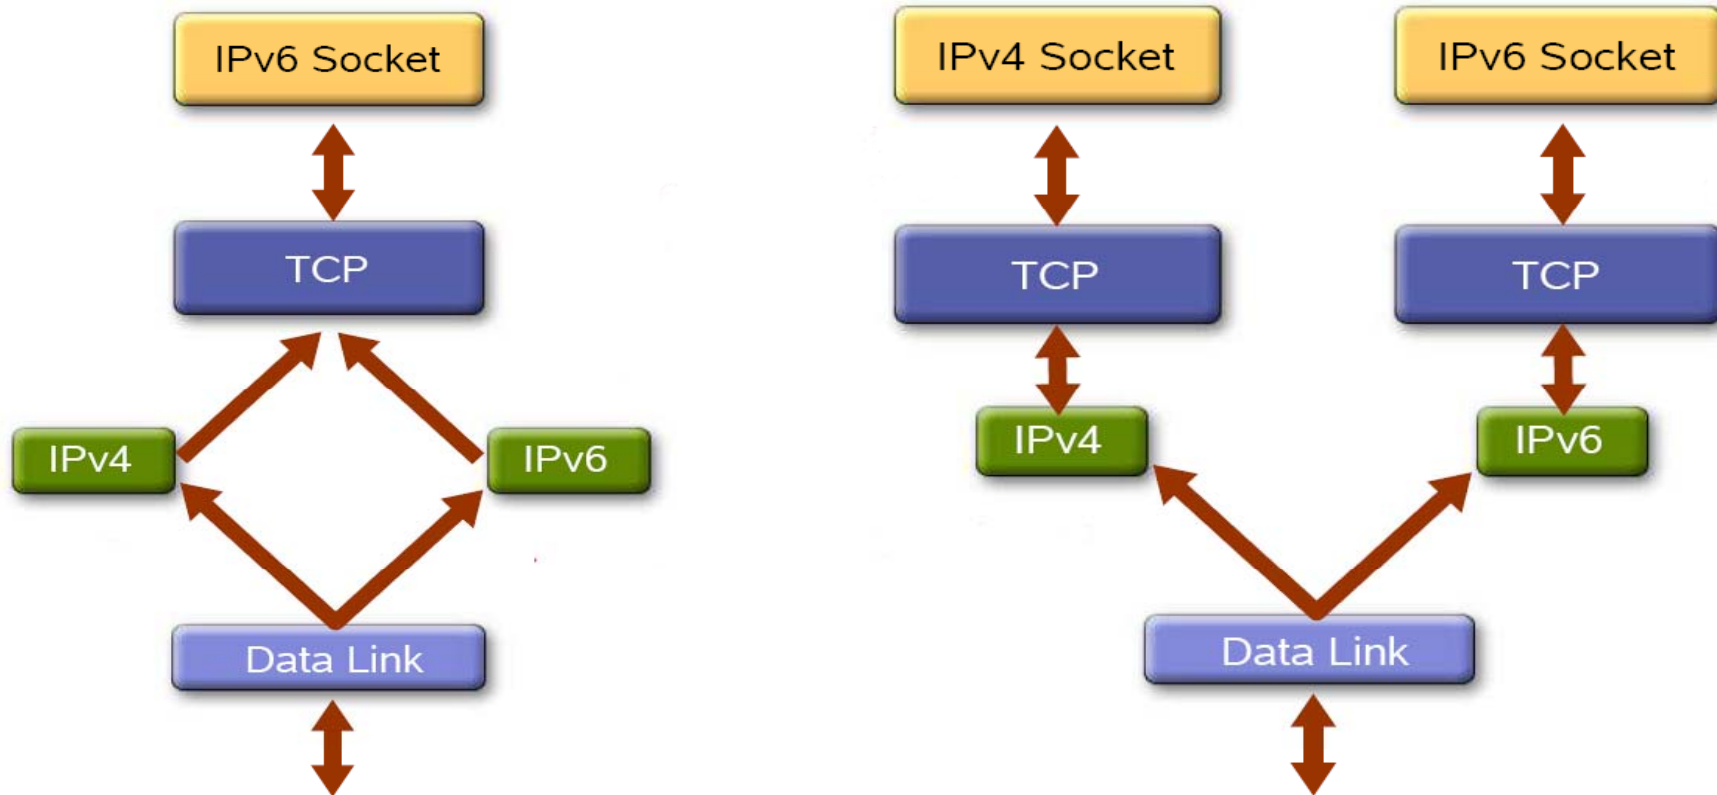 IPv6 Socket
TCP
IPv4
IPv6
Data Link
IPv4 Socket
IPv6 Socket
TCP
TCP
IPv4
IPv6
Data Link